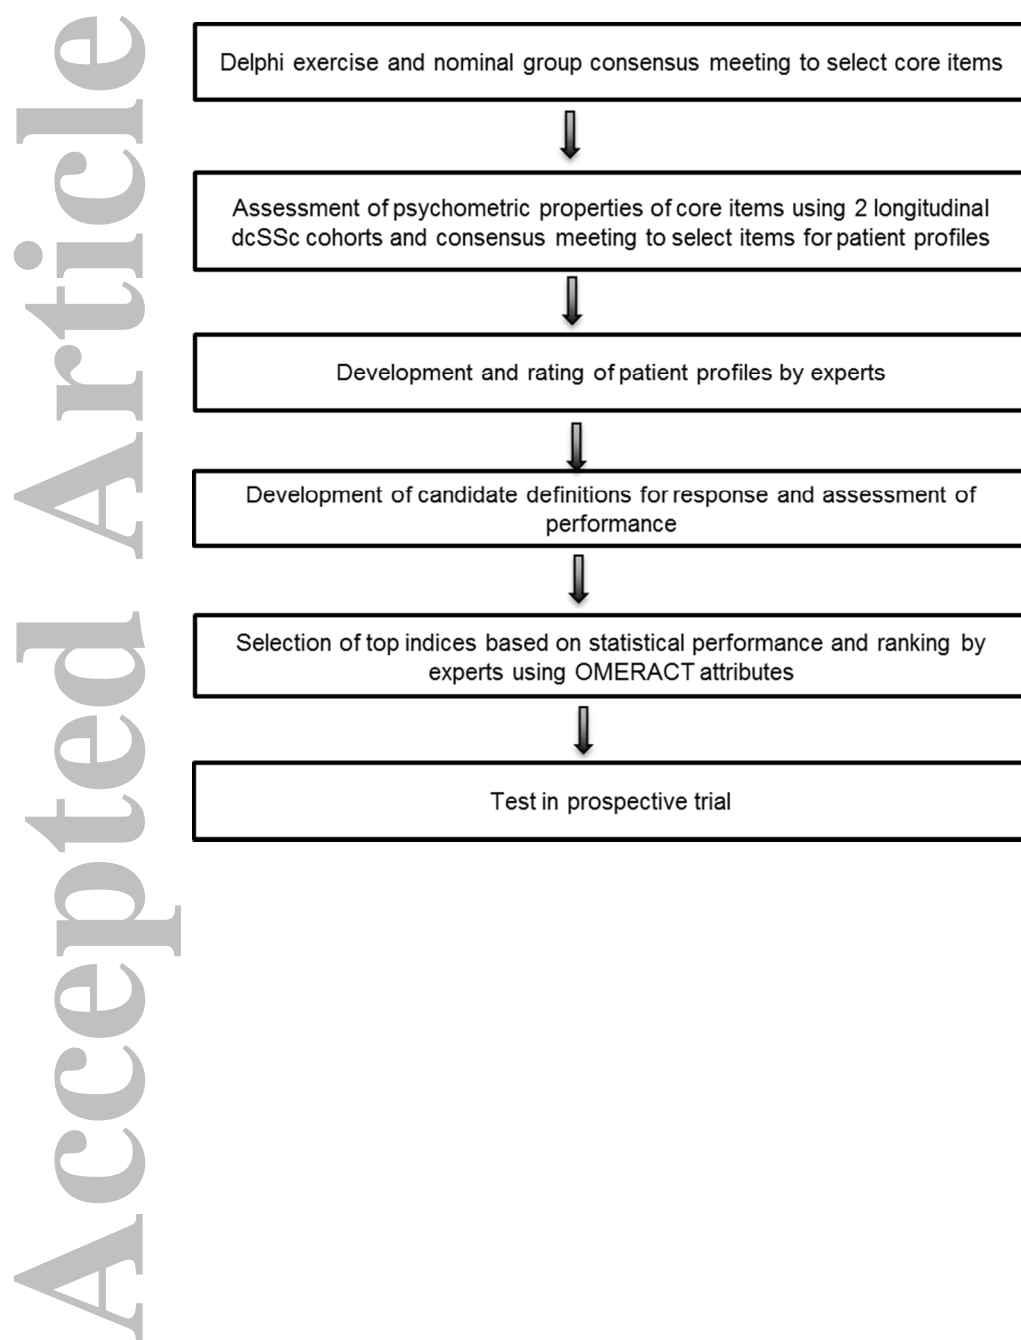 Accepted Article
Delphi exercise and nominal group consensus meeting to select core items
Assessment of psychometric properties of core items using 2 longitudinal
dcSSc cohorts and consensus meeting to select items for patient profiles
Development and rating of patient profiles by experts
Development of candidate definitions for response and assessment of
performance
Selection of top indices based on statistical performance and ranking by
experts using OMERACT attributes
Test in prospective trial